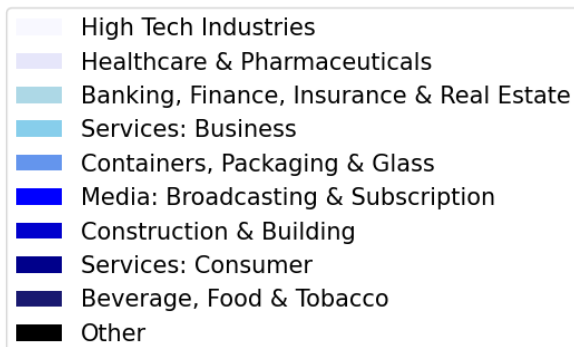 High Tech Industries
Healthcare & Pharmaceuticals
Banking, Finance, Insurance & Real Estate
Services: Business
Containers, Packaging & Glass
Media: Broadcasting & Subscription
Construction & Building
Services: Consumer
Beverage, Food & Tobacco
Other